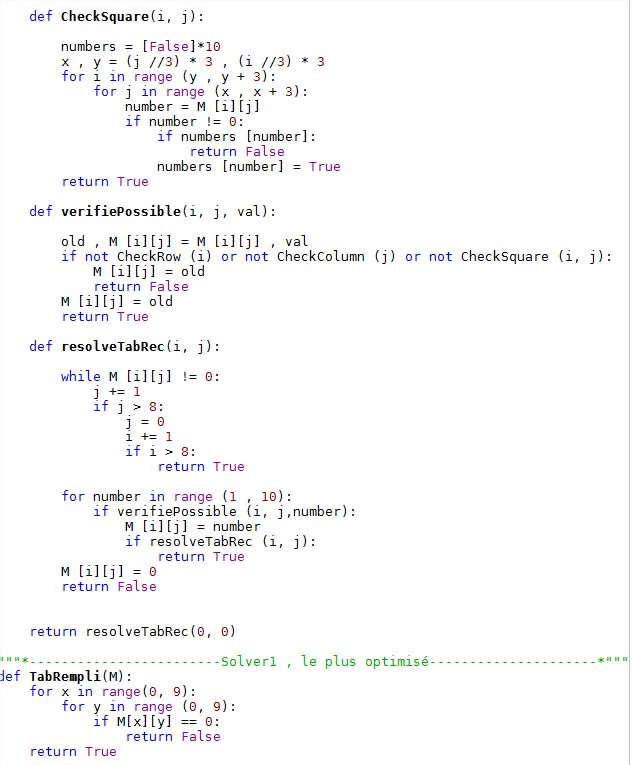 def CheckSquare(i, j):
numbers = [False]*10
x , y = (j //3) * 3 , (i //3) * 3
for i in range (y , y + 3):
for j in range (x , x + 3):
number = M [i][j]
if number != 0:
if numbers [number]:
return False
numbers [number] = True
return True
def verifiePossible(i, j, val):
old , M [i][j] = M [i][j] , val
if not CheckRow (i) or not CheckColumn (j) or not CheckSquare (i, j):
M [i][j] = old
return False
M [i][j] = old
return True
def resolveTabRec(i, j):
while M [i][j] != 0:
j += 1
if j > 8:
j = 0
i += 1
if i > 8:
return True
for number in range (1 , 10):
if verifiePossible (i, j,number):
M [i][j] = number
if resolveTabRec (i, j):
return True
M [i][j] = 0
return False
return resolveTabRec(0, 0)
"""*------------------------Solver1 , le plus optimisé---------------------*"""
def TabRempli(M):
for x in range(0, 9):
for y in range (0, 9):
if M[x][y] == 0:
return False
return True